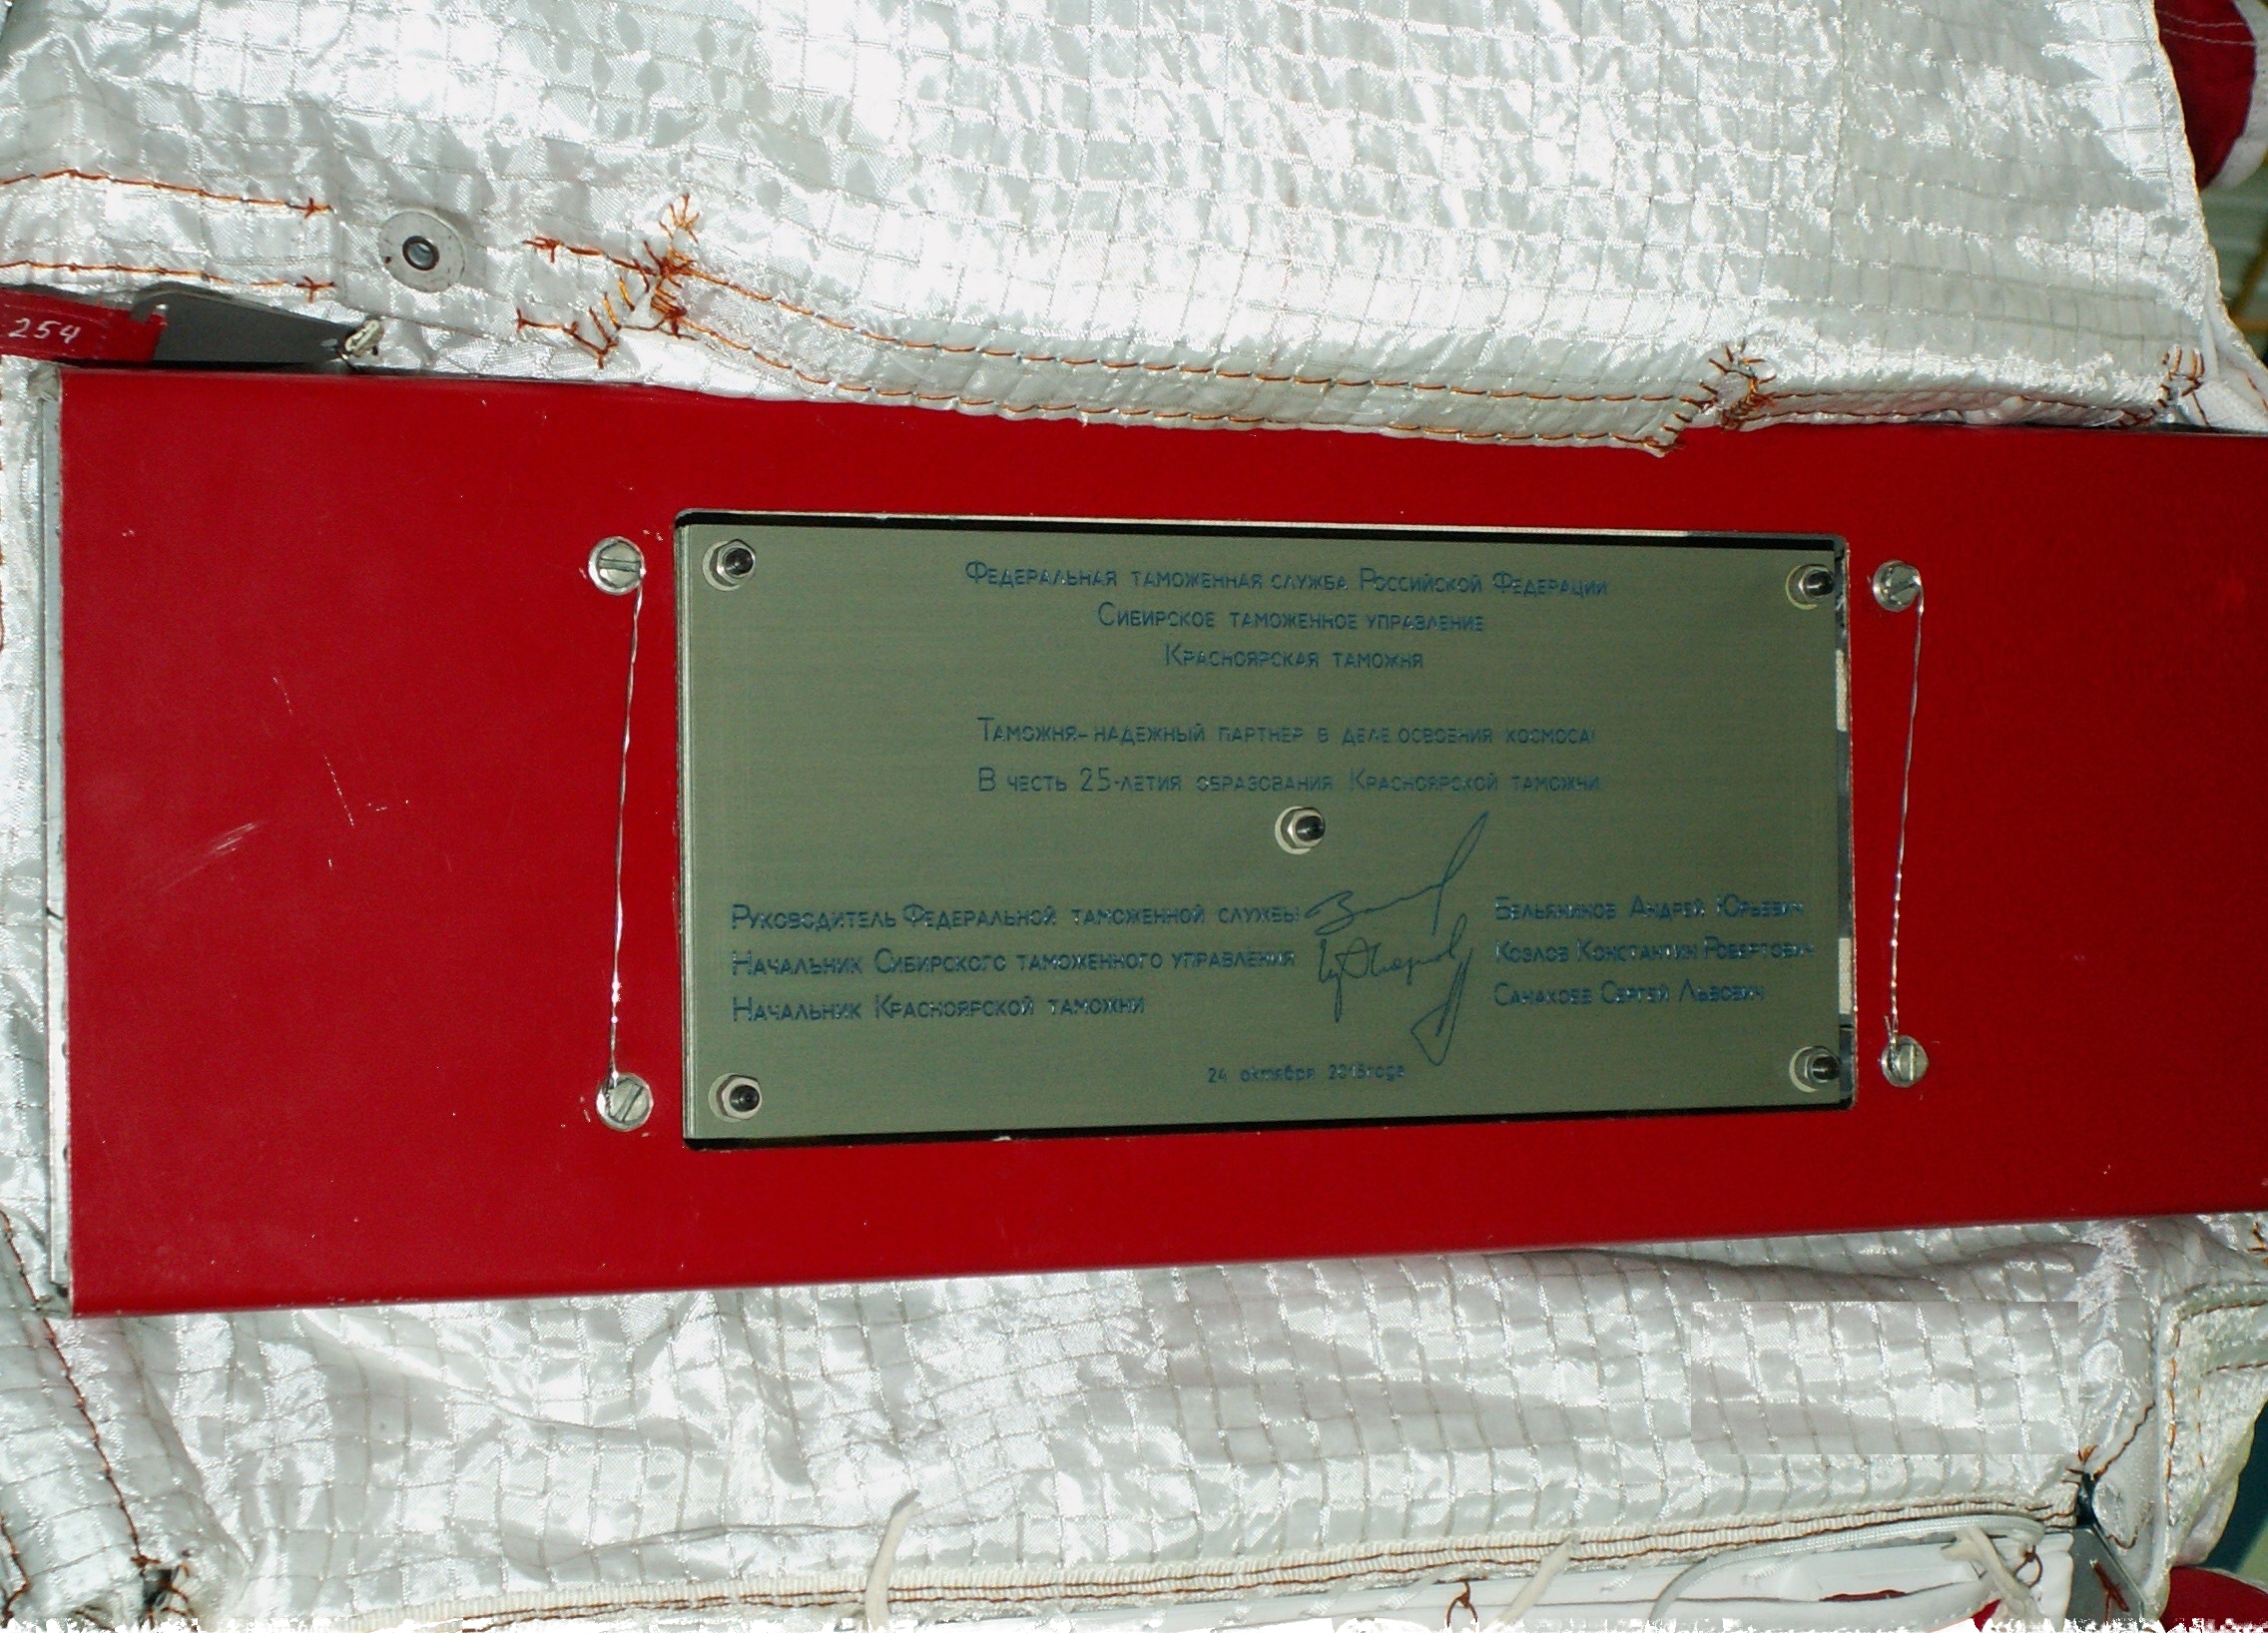 254
Федеральная таможенная служба Российской Федерации
Сибирское таможенное управление
Красноярская таможня
Таможня- надежный партнер в деле освоения космоса!
В честь 25-летия образования Красноярской таможни
Руководитель Федеральной таможенной службы Бельянинов Андрей Юрьевич
Начальник Сибирского таможенного управления Козлов Константин Робертович
Начальник Красноярской таможни Сергей Львович
24 октября